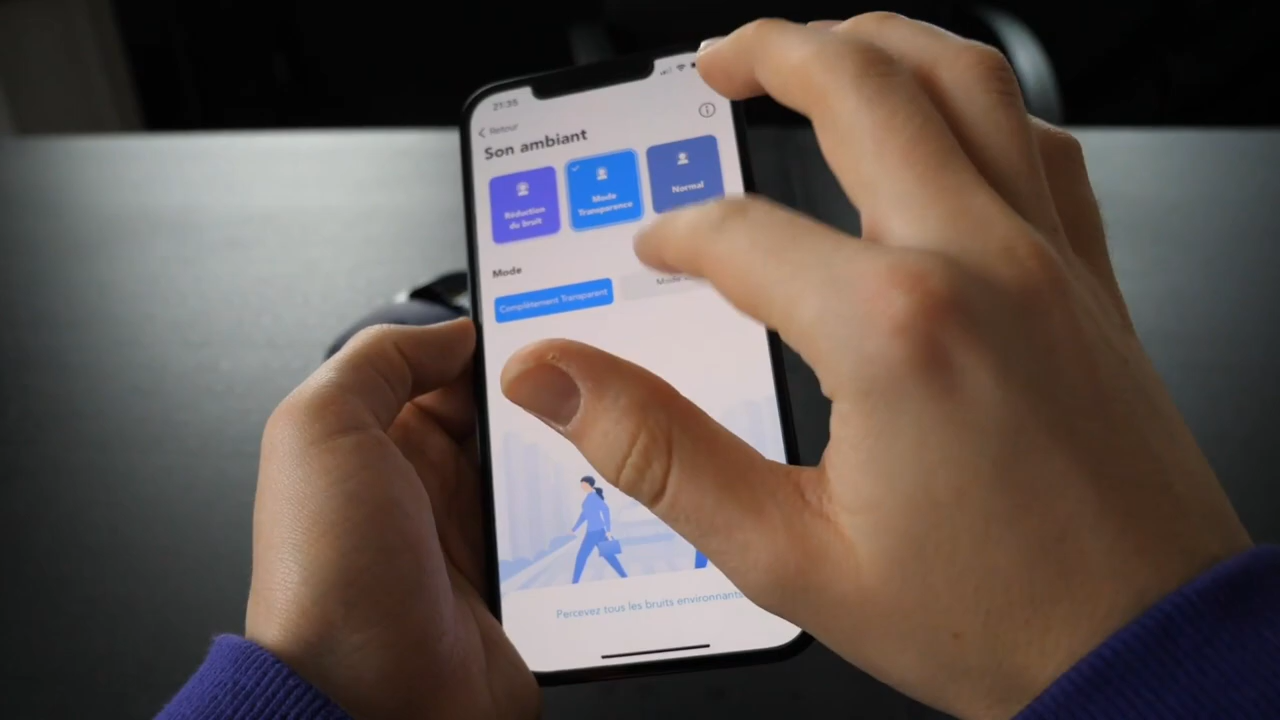 21:35
Retour
Son ambiant
Réduction
du bruit
Mode
Transparence
Normal
Mode
Complètement Transparent
Mode
Percevez tous les bruits environnants